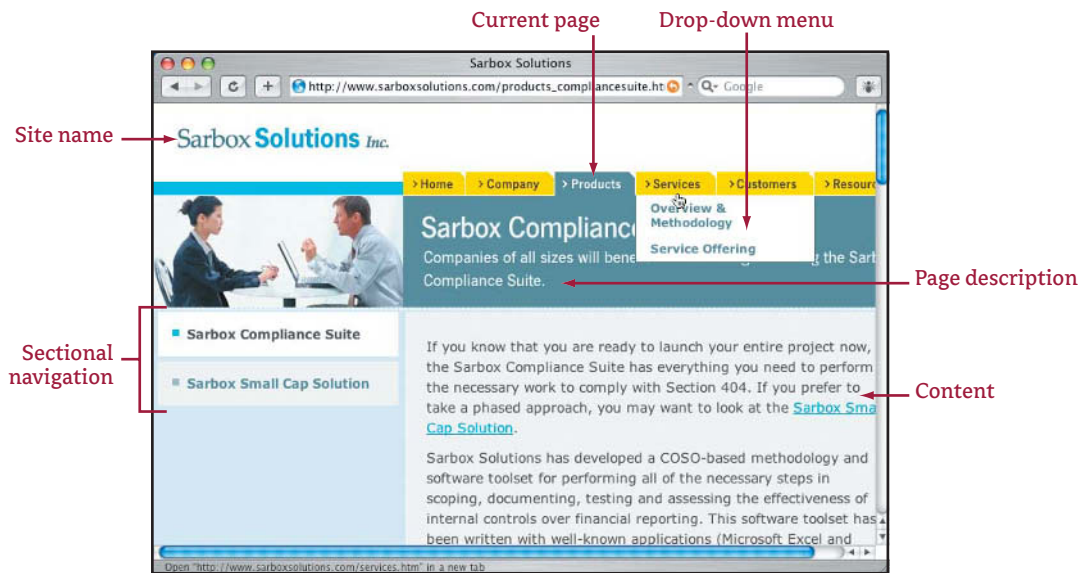 Current page
Drop-down menu
Sarbox Solutions
http://www.sarboxsolutions.com/products_compliancesuite.ht
Google
Site name
Sarbox Solutions Inc.
> Home > Company > Products > Services > Customers > Resourc
Overview &
Methodology
Service Offering
Sarbox Complianc
Companies of all sizes will bene the Sarb
Compliance Suite.
Page description
Sectional
navigation
Sarbox Compliance Suite
Sarbox Small Cap Solution
If you know that you are ready to launch your entire project now,
the Sarbox Compliance Suite has everything you need to perform
the necessary work to comply with Section 404. If you prefer to
take a phased approach, you may want to look at the Sarbox Sma
Cap Solution.
Content
Sarbox Solutions has developed a COSO-based methodology and
software toolset for performing all of the necessary steps in
scoping, documenting, testing and assessing the effectiveness of
internal controls over financial reporting. This software toolset has
been written with well-known applications (Microsoft Excel and
Open "http://www.sarboxsolutions.com/services.htm" in a new tab